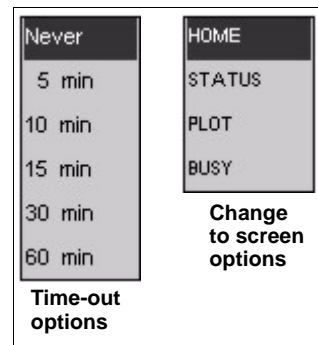 Never
5 min
10 min
15 min
30 min
60 min
Time-out
options
HOME
STATUS
PLOT
BUSY
Change
to screen
options